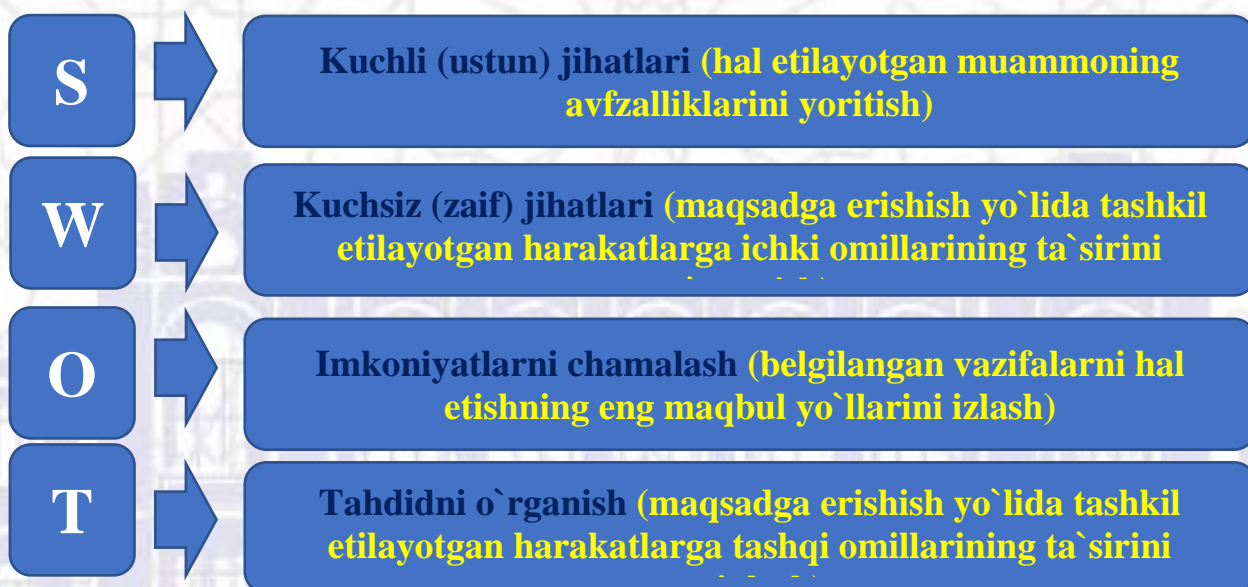 S
Kuchli (ustun) jihatlari (hal etilayotgan muammoning
avfzalliklarini yoritish)
W
Kuchsiz (zaif) jihatlari (maqsadga erishish yo`lida tashkil
etilayotgan harakatlarga ichki omillarining ta`sirini
O
Imkoniyatlarni chamalash (belgilangan vazifalarni hal
etishning eng maqbul yo`llarini izlash)
T
Tahdidni o`rganish (maqsadga erishish yo`lida tashkil
etilayotgan harakatlarga tashqi omillarining ta`sirini